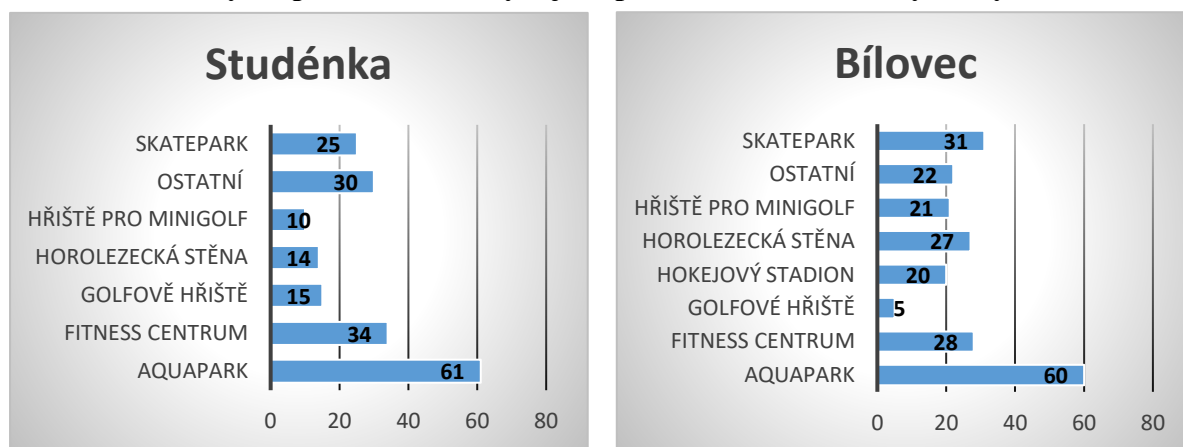 Studénka
SKATEPARK 25
OSTATNÍ 30
HŘIŠTĚ PRO MINIGOLF 10
HOROLEZECKÁ STĚNA 14
GOLFOVĚ HŘIŠTĚ 15
FITNESS CENTRUM 34
AQUAPARK 61
0 20 40 60 80
Bílovec
SKATEPARK 31
OSTATNÍ 22
HŘIŠTĚ PRO MINIGOLF 21
HOROLEZECKÁ STĚNA 27
HOKEJOVÝ STADION 20
GOLFOVÉ HŘIŠTĚ 5
FITNESS CENTRUM 28
AQUAPARK 60
0 20 40 60 80